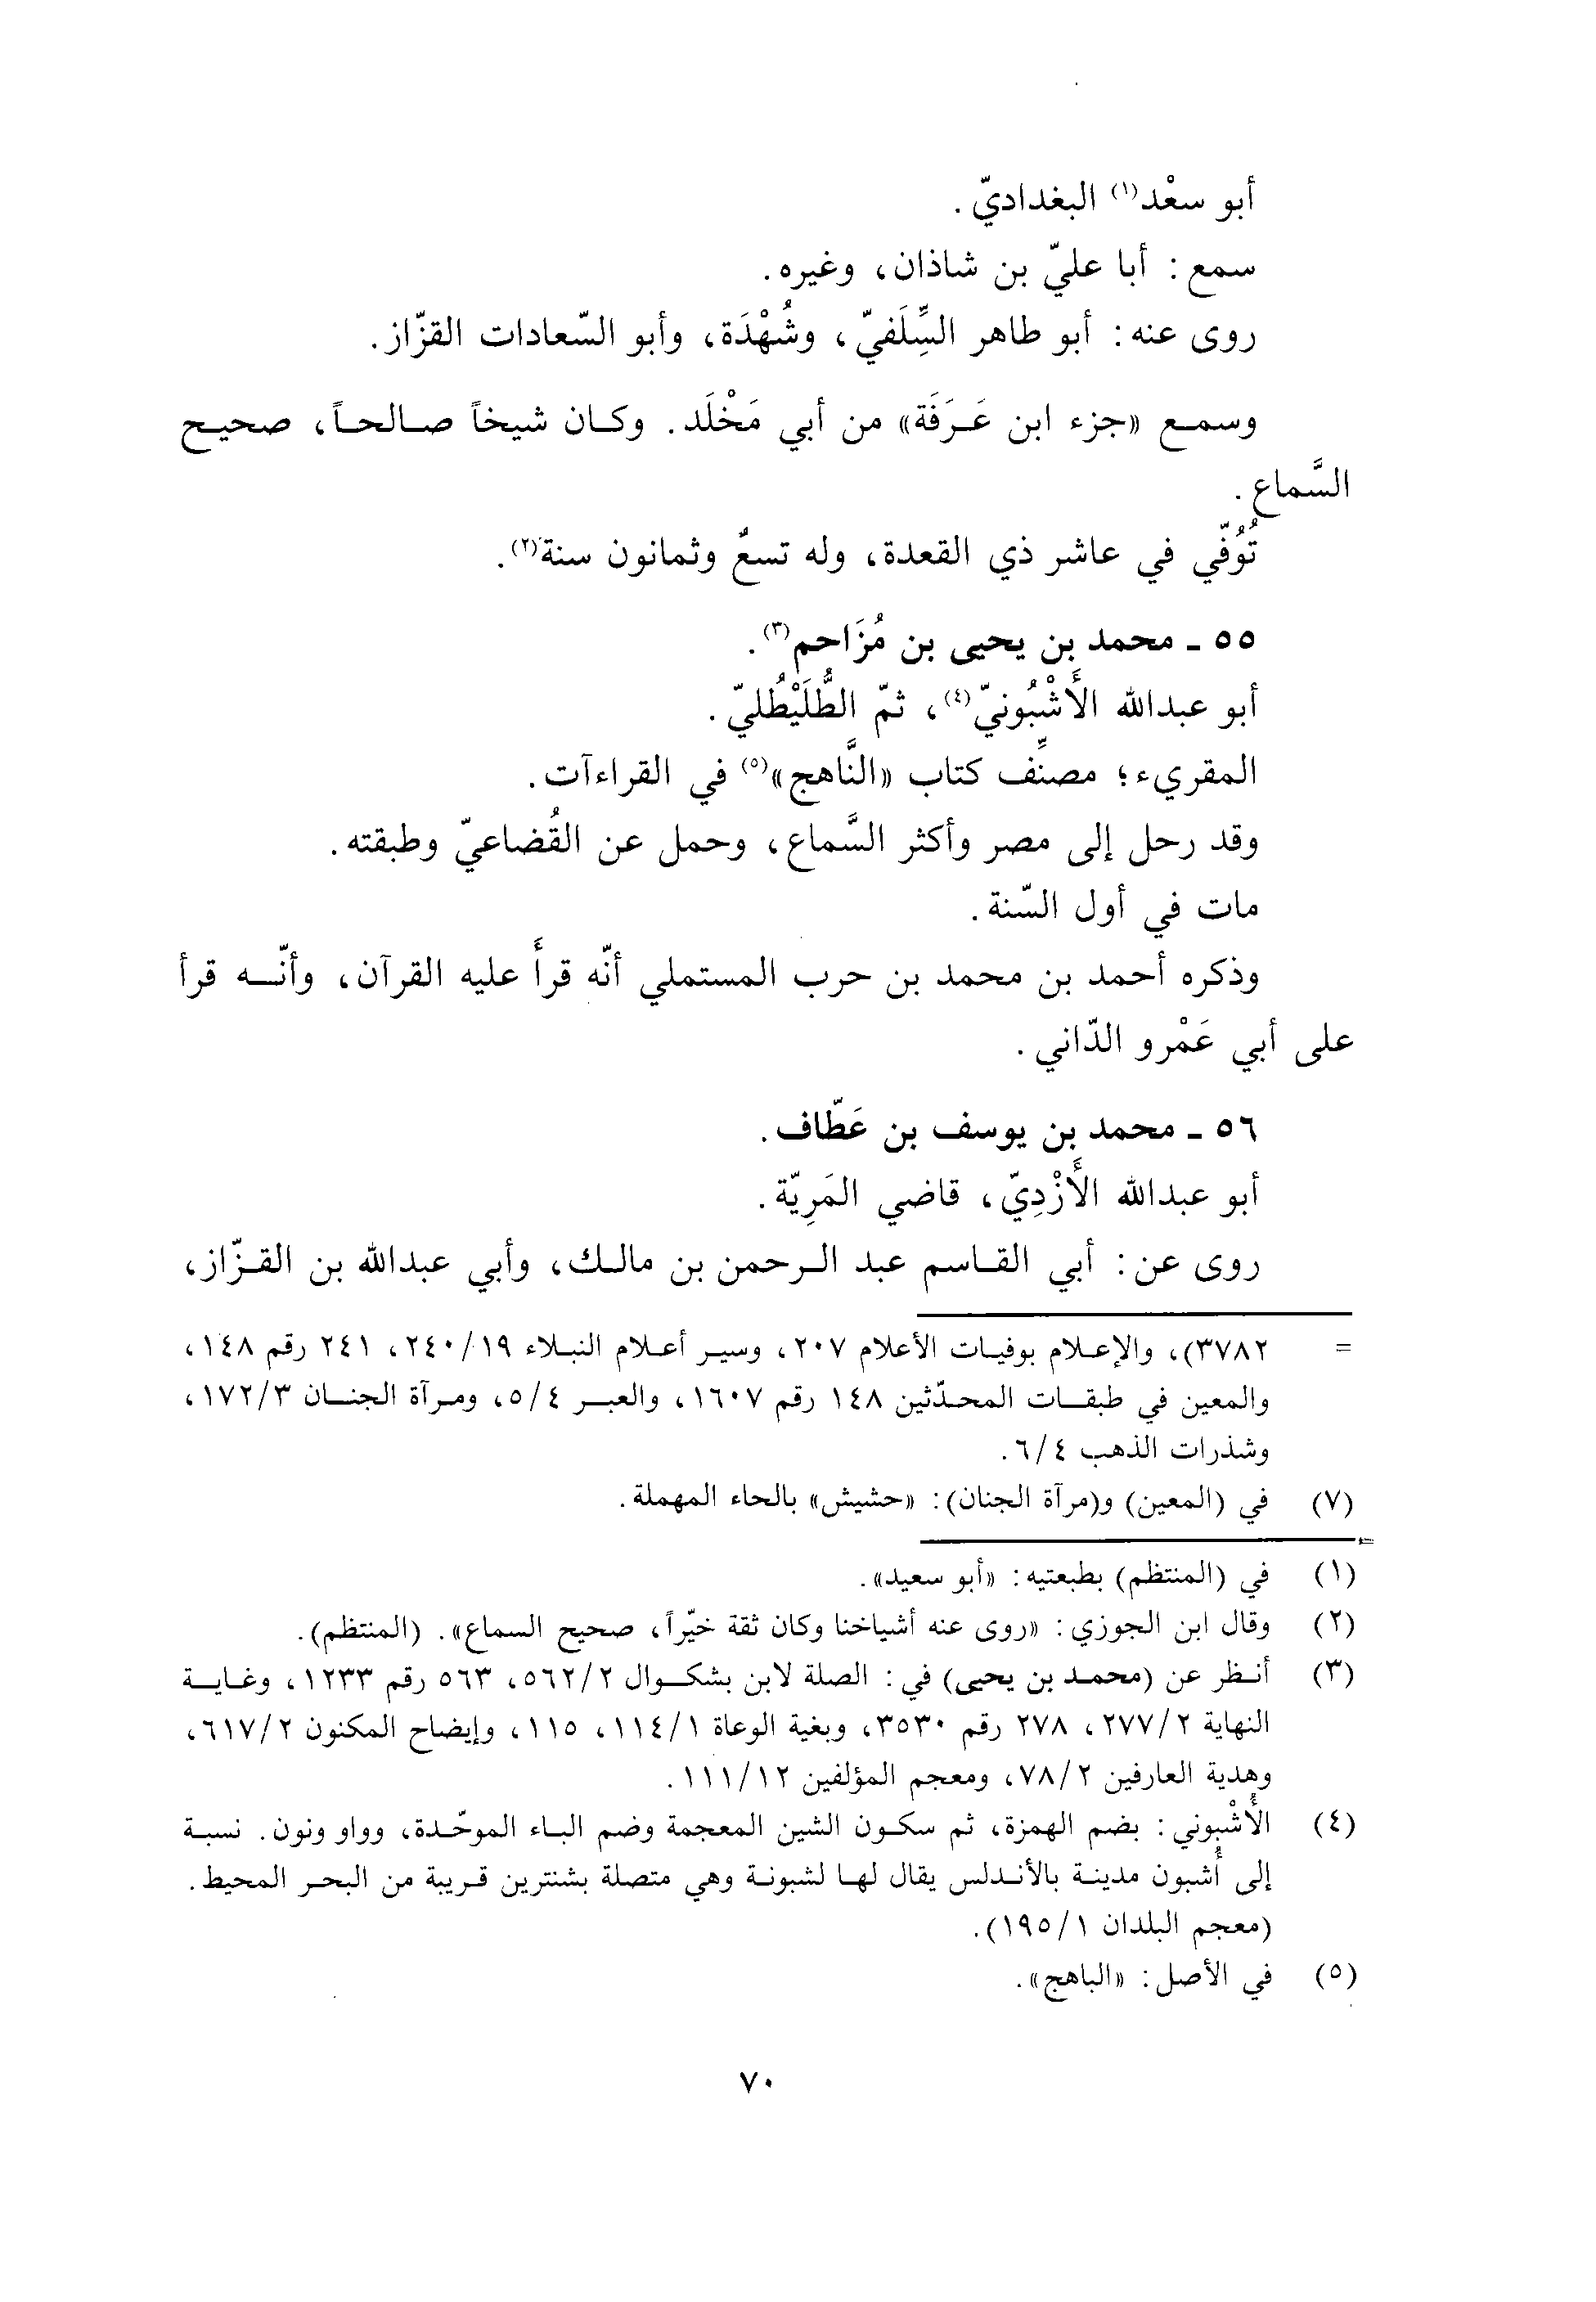 أبو سعْد(١) البغداديّ.
سمع: أبا عليّ بن شاذان، وغيره.
روى عنه: أبو طاهر السِّلَفيّ، وشُهْدَة، وأبو السّعادات القزّاز.
وسمع «جزء ابن عَرَفَة» من أبي مَخْلَد. وكان شيخاً صالحاً، صحيح
السَّماع.
تُوُفّي في عاشر ذي القعدة، وله تسعٌ وثمانون سنة(٢).
٥٥ - محمد بن يحيى بن مُزَاحم(٣).
أبو عبدالله الأَشْبُونيّ(٤)، ثمّ الطُّلَيْطُليّ.
المقريء؛ مصنِّف كتاب «النَّاهج»(٥) في القراءآت.
وقد رحل إلى مصر وأكثر السَّماع، وحمل عن القُضاعيّ وطبقته.
مات في أول السّنة.
وذكره أحمد بن محمد بن حرب المستملي أنّه قرأَ عليه القرآن، وأنّه قرأ
على أبي عَمْرو الدّاني.
٥٦ - محمد بن يوسف بن عَطّاف.
أبو عبدالله الأَزْدِيّ، قاضي المَرِيّة.
روى عن: أبي القاسم عبد الرحمن بن مالك، وأبي عبدالله بن القزّاز،
= ٣٧٨٢)، والإعلام بوفيات الأعلام ٢٠٧، وسير أعلام النبلاء ١٩/٢٤٠، ٢٤١ رقم ١٤٨،
والمعين في طبقات المحدّثين ١٤٨ رقم ١٦٠٧، والعبر ٤/٥، ومرآة الجنان ٣/١٧٢،
وشذرات الذهب ٤/٦.
(٧) في (المعين) و(مرآة الجنان): «حشيش» بالحاء المهملة.
(١) في (المنتظم) بطبعتيه: «أبو سعيد».
(٢) وقال ابن الجوزي: «روى عنه أشياخنا وكان ثقة خيّراً، صحيح السماع». (المنتظم).
(٣) أنظر عن (محمد بن يحيى) في: الصلة لابن بشكوال ٢/٥٦٢، ٥٦٣ رقم ١٢٣٣، وغاية
النهاية ٢/٢٧٧، ٢٧٨ رقم ٣٥٣٠، وبغية الوعاة ١/١١٤، ١١٥، وإيضاح المكنون ٢/٦١٧،
وهدية العارفين ٢/٧٨، ومعجم المؤلفين ١٢/١١١.
(٤) الأُشْبوني: بضم الهمزة، ثم سكون الشين المعجمة وضم الباء الموحّدة، وواو ونون. نسبة
إلى أُشبون مدينة بالأندلس يقال لها لشبونة وهي متصلة بشنترين قريبة من البحر المحيط.
(معجم البلدان ١/١٩٥).
(٥) في الأصل: «الباهج».
٧٠